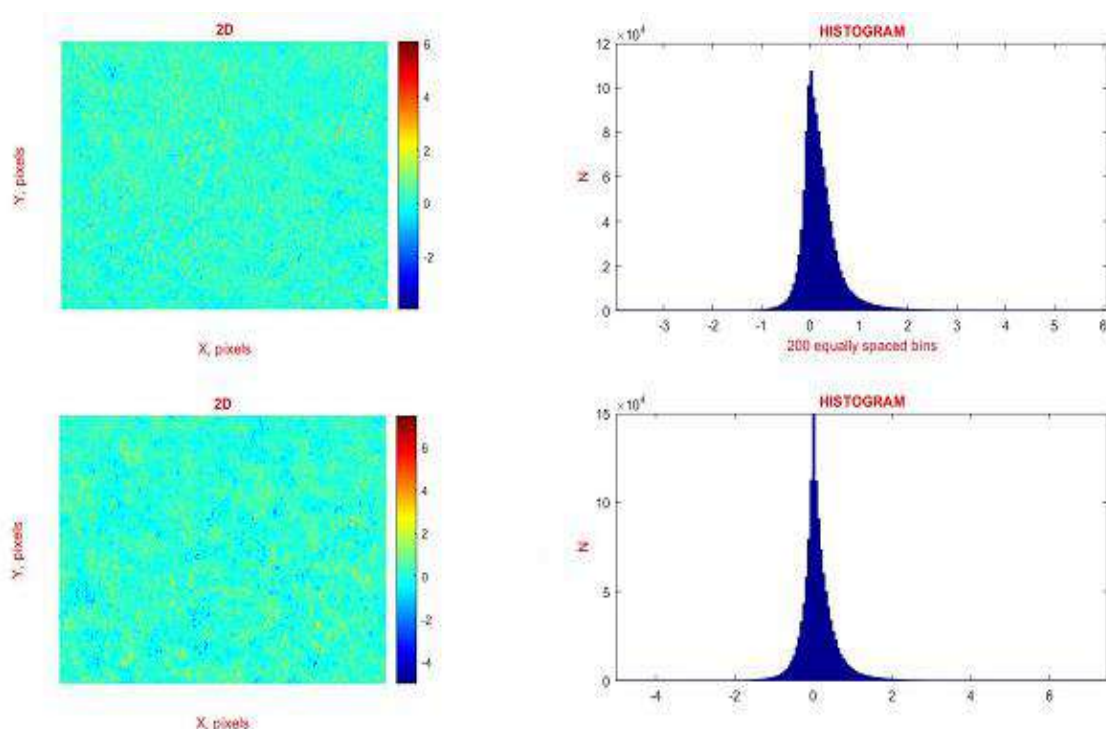 2D
6
4
2
0
-2
Y, pixels
X, pixels
HISTOGRAM
×10⁴
12
10
8
6
4
2
0
N
-3 -2 -1 0 1 2 3 4 5 6
200 equally spaced bins
2D
6
4
2
0
-2
-4
Y, pixels
X, pixels
HISTOGRAM
×10⁴
15
10
5
0
N
-4 -2 0 2 4 6